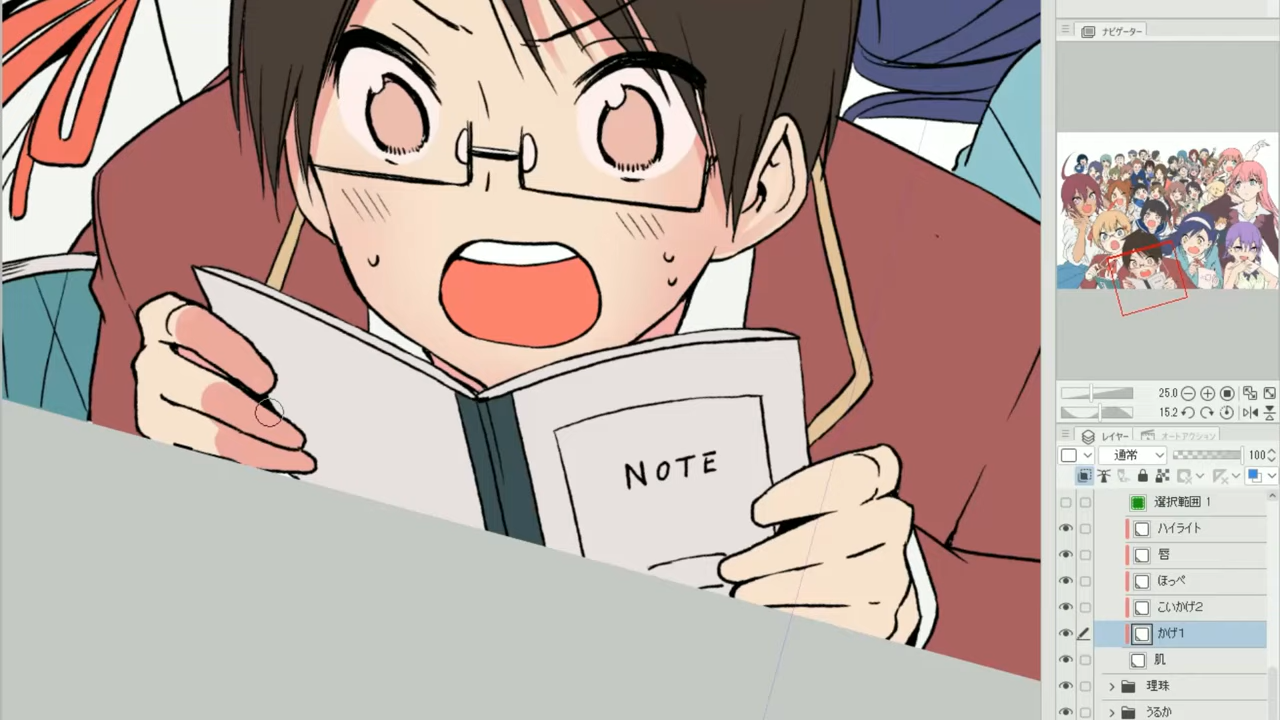 ナビゲーター
25.0
15.2
レイヤー
オートアクション
通常
100
選択範囲 1
ハイライト
唇
ほっぺ
こいかげ2
かげ1
肌
理珠
うるか
NOTE